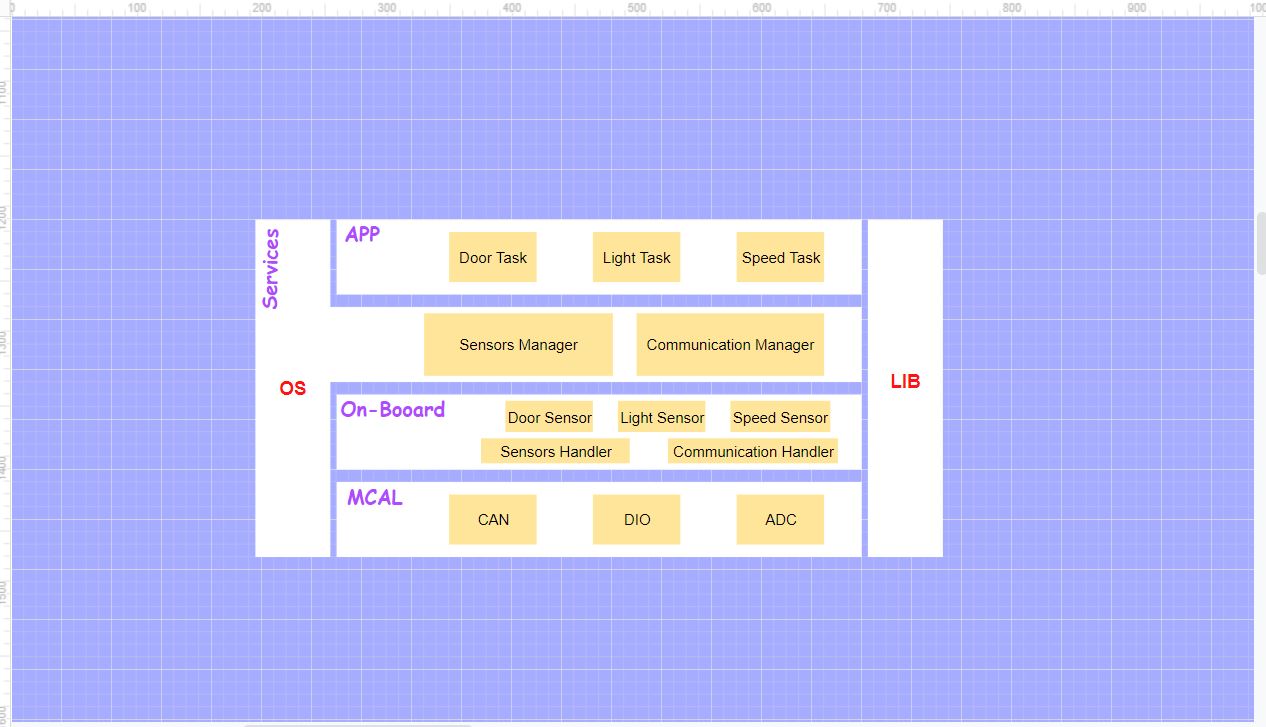 0 100 200 300 400 500 600 700 800 900 100
1100
1200
1300
1400
1500
600
Services
OS
APP
Door Task Light Task Speed Task
Sensors Manager Communication Manager
On-Booard
Door Sensor Light Sensor Speed Sensor
Sensors Handler Communication Handler
MCAL
CAN DIO ADC
LIB